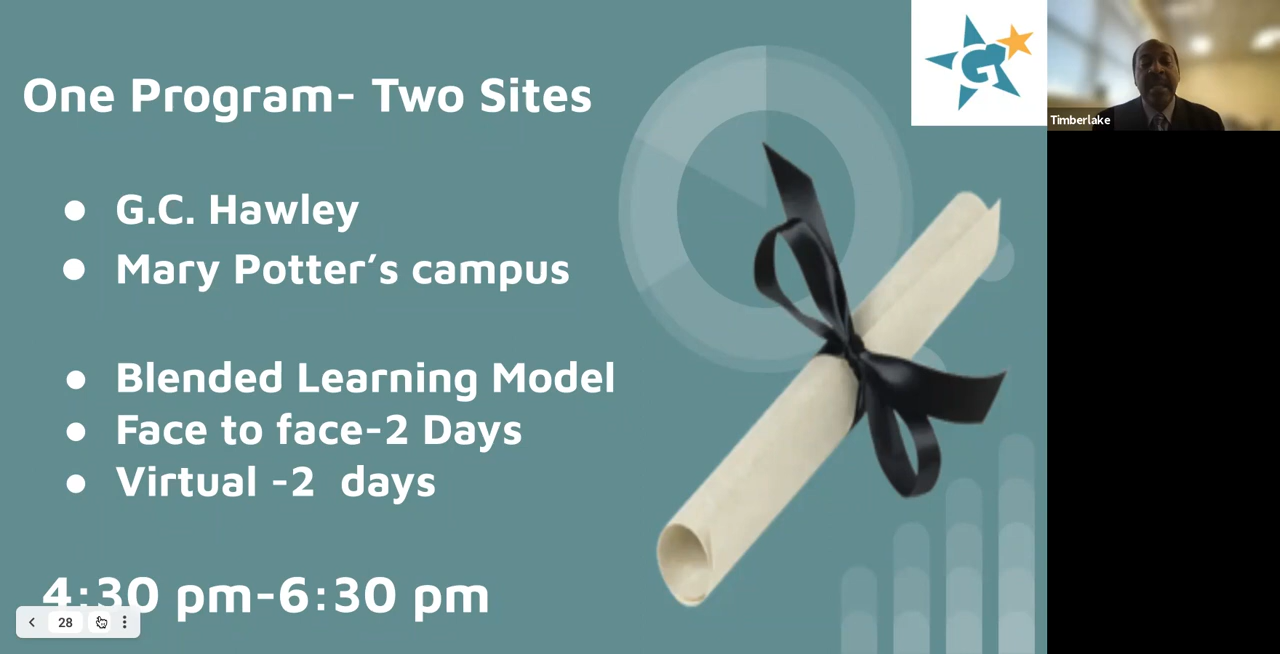 One Program- Two Sites
G.C. Hawley
Mary Potter’s campus
Blended Learning Model
Face to face-2 Days
Virtual -2 days
4:30 pm-6:30 pm
28
G
Timberlake